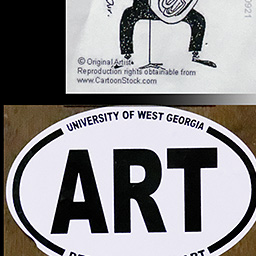 © Original Artist
Reproduction rights obtainable from
www.CartoonStock.com
UNIVERSITY OF WEST GEORGIA
ART